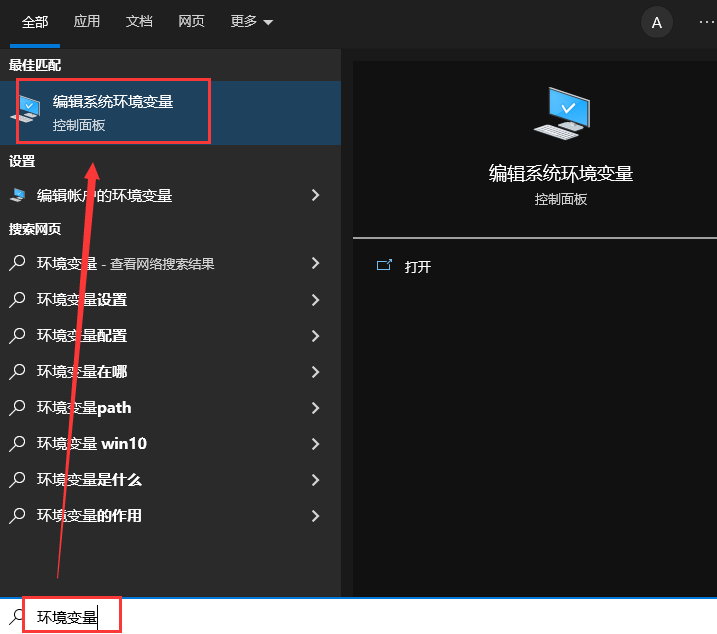 全部 应用 文档 网页 更多 A ...
最佳匹配
编辑系统环境变量
控制面板
设置
编辑帐户的环境变量
搜索网页
环境变量 - 查看网络搜索结果
环境变量设置
环境变量配置
环境变量在哪
环境变量path
环境变量 win10
环境变量是什么
环境变量的作用
环境变量
编辑系统环境变量
控制面板
打开